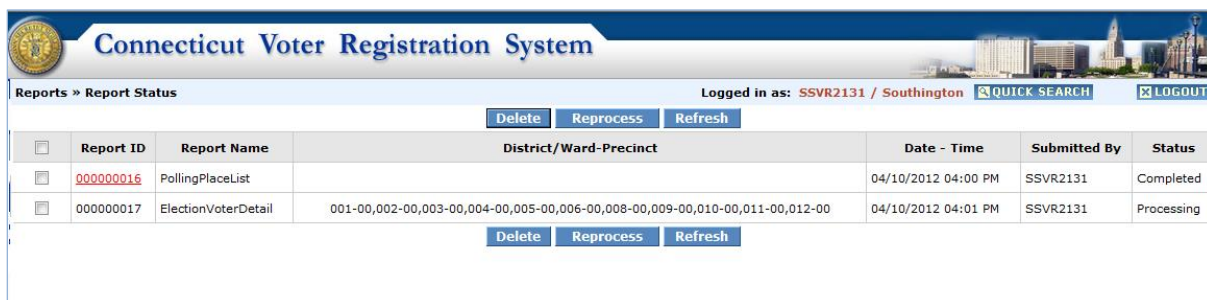 Connecticut Voter Registration System
Reports » Report Status Logged in as: SSVR2131 / Southington QUICK SEARCH LOGOUT
Delete Reprocess Refresh
Report ID Report Name District/Ward-Precinct Date - Time Submitted By Status
000000016 PollingPlaceList 04/10/2012 04:00 PM SSVR2131 Completed
000000017 ElectionVoterDetail 001-00,002-00,003-00,004-00,005-00,006-00,008-00,009-00,010-00,011-00,012-00 04/10/2012 04:01 PM SSVR2131 Processing
Delete Reprocess Refresh